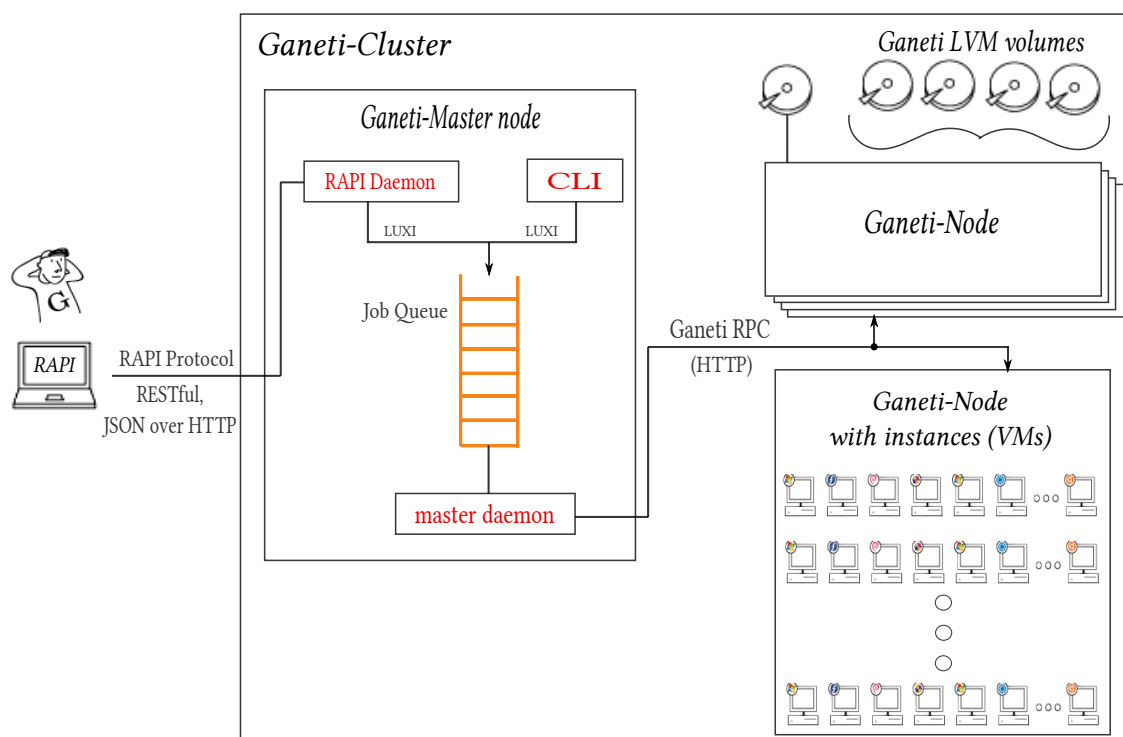 Ganeti-Cluster
Ganeti LVM volumes
Ganeti-Master node
RAPI Daemon
CLI
LUXI
LUXI
Job Queue
master daemon
G
RAPI
RAPI Protocol
RESTful,
JSON over HTTP
Ganeti RPC
(HTTP)
Ganeti-Node
Ganeti-Node
with instances (VMs)